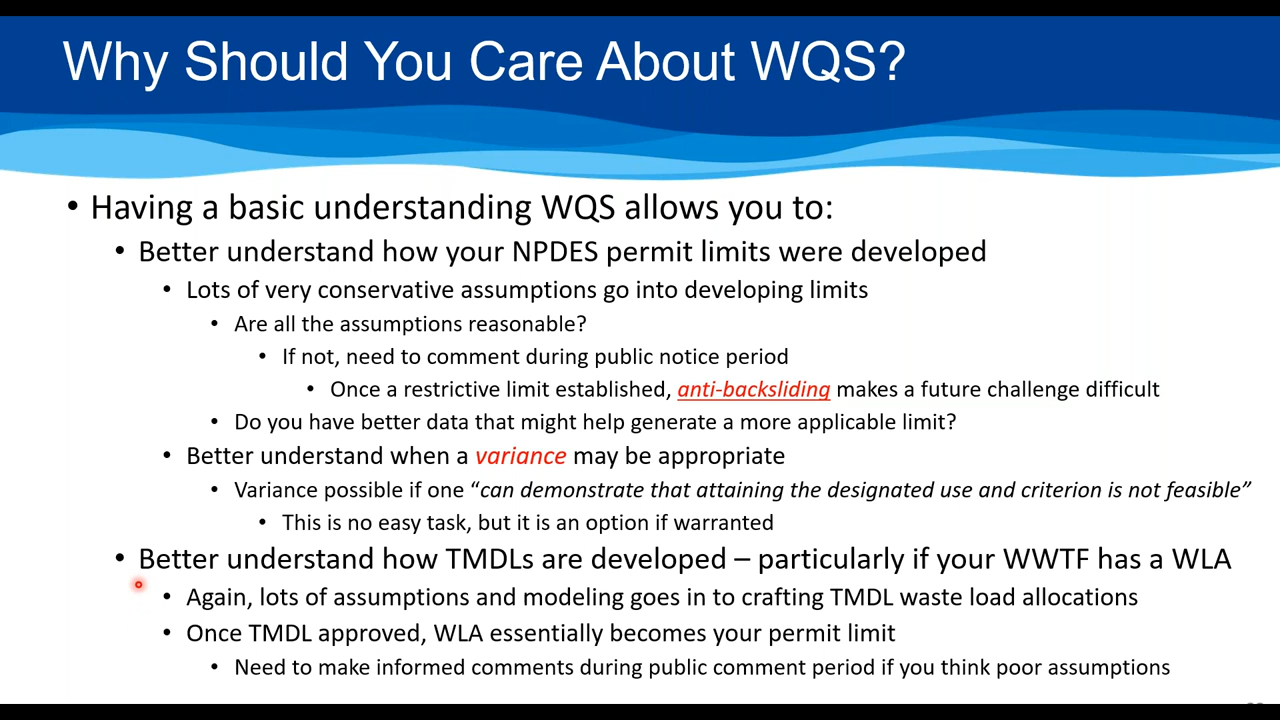 Why Should You Care About WQS?
• Having a basic understanding WQS allows you to:
• Better understand how your NPDES permit limits were developed
• Lots of very conservative assumptions go into developing limits
• Are all the assumptions reasonable?
• If not, need to comment during public notice period
• Once a restrictive limit established, anti-backsliding makes a future challenge difficult
• Do you have better data that might help generate a more applicable limit?
• Better understand when a variance may be appropriate
• Variance possible if one “can demonstrate that attaining the designated use and criterion is not feasible”
• This is no easy task, but it is an option if warranted
• Better understand how TMDLs are developed – particularly if your WWTF has a WLA
• Again, lots of assumptions and modeling goes in to crafting TMDL waste load allocations
• Once TMDL approved, WLA essentially becomes your permit limit
• Need to make informed comments during public comment period if you think poor assumptions